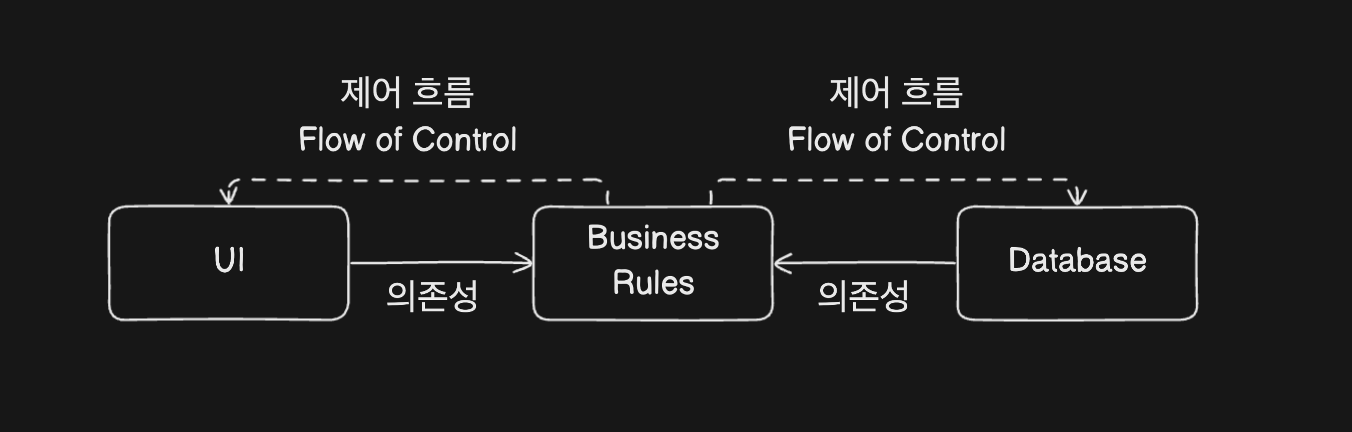 제어 흐름
Flow of Control
제어 흐름
Flow of Control
UI
의존성
Business
Rules
의존성
Database